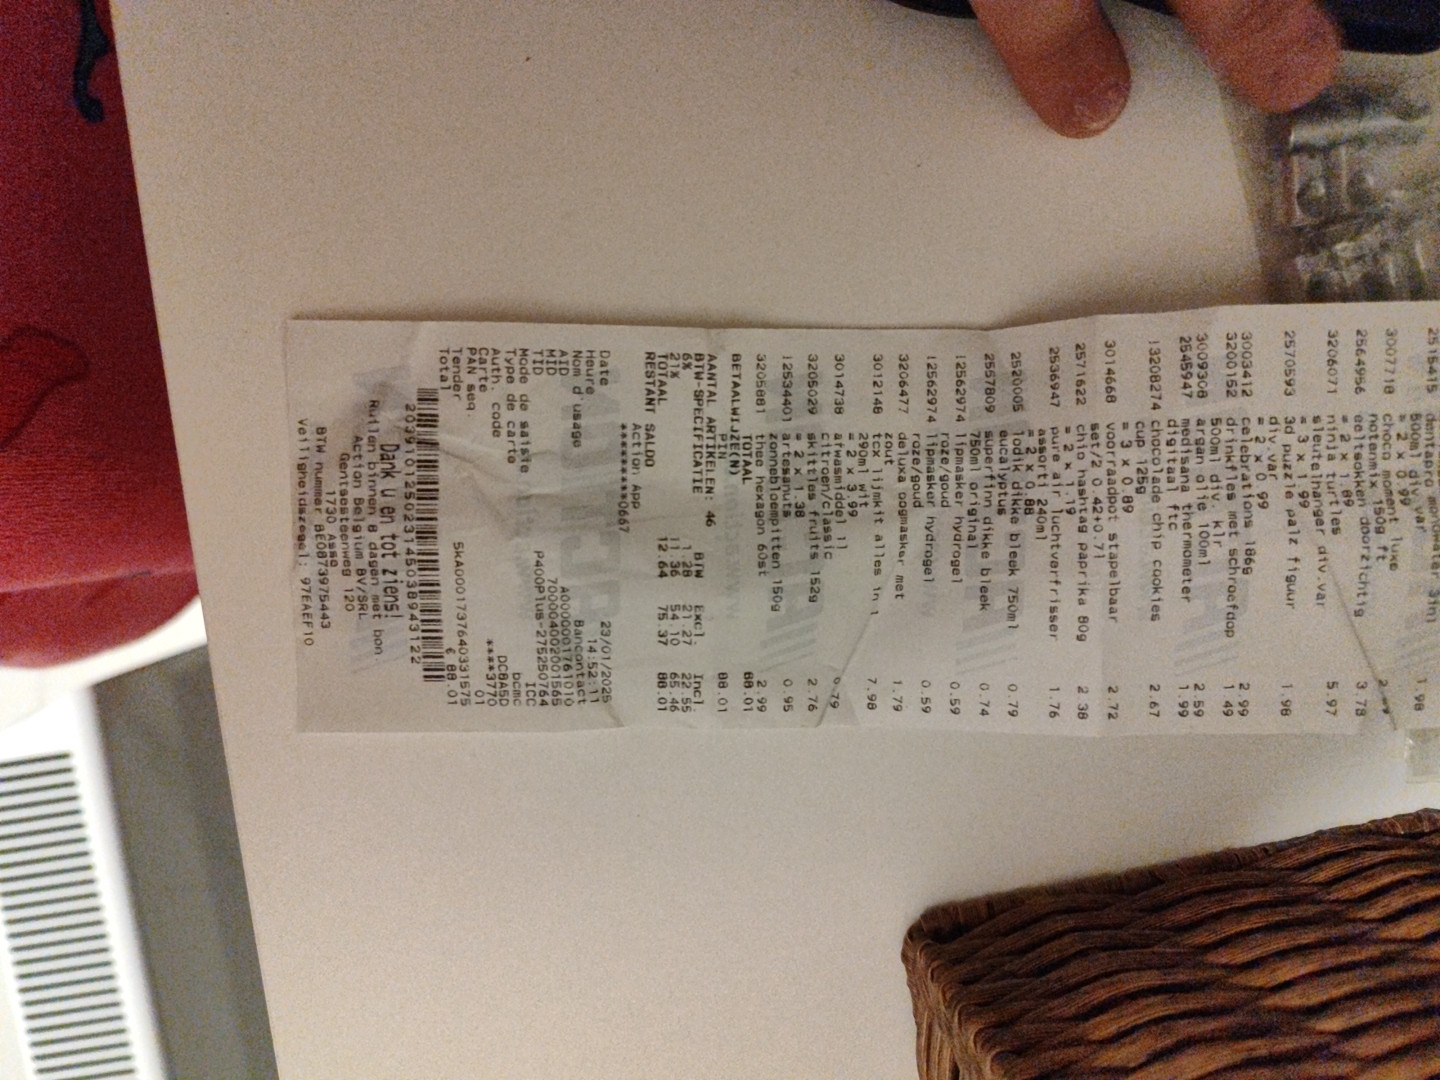 2515415 dentapro mondwater 3in1
500ml div.var 1.98
= 2 x 0.99
3007718 choco moment luxe
notenmix 150g ft
2564956 eeltsokken doorzichtig 3.78
= 2 x 1.89
3206071 ninja turtles
sleutelhanger div.var 5.97
= 3 x 1.99
2570593 3d puzzle palz figuur
div.var 1.98
= 2 x 0.99
3003412 celebrations 186g 2.99
3200152 drinkfles met schroefdop
500ml div. klr 1.49
3009308 argan olie 100ml 2.59
2545947 medisana thermometer
digitaal ftc 1.99
13208274 chocolade chip cookies
cup 125g 2.67
= 3 x 0.89
3014668 voorraadpot stapelbaar
set/2 0.42+0.71 2.72
2571622 chio hashtag paprika 80g 2.38
= 2 x 1.19
2536947 pure air luchtverfrisser
assorti 240ml 1.76
= 2 x 0.88
2520005 lodik dikke bleek 750ml
eucalyptus 0.79
2557809 superfinn dikke bleek
750ml original 0.74
12562974 lipmasker hydrogel
roze/goud 0.59
12562974 lipmasker hydrogel
roze/goud 0.59
3206477 deluxa oogmasker met
zout 1.79
3012148 tcx lijmkit alles in 1
290ml wit 7.98
= 2 x 3.99
3014738 afwasmiddel 1l
citroen/classic 0.79
3205029 skittles fruits 152g 2.76
= 2 x 1.38
12534401 artesanuts
zonnebloempitten 150g 0.95
3205881 thee hexagon 60st 2.99
TOTAAL 88.01
BETAALWIJZE(N)
PIN 88.01
AANTAL ARTIKELEN: 46
BTW-SPECIFICATIE BTW Excl. Incl.
6% 1.28 21.27 22.55
21% 11.36 54.10 65.46
TOTAAL 12.64 75.37 88.01
RESTANT SALDO
Action App
*******0667
Date 23/01/2025
Heure 14:52:11
Nom d'usage Bancontact
AID A0000001761010
MID 700040020001565
TID P400Plus-275250764
Mode de saisie ICC
Type de carte bcmc
Auth. code DCBA5D
Carte ****3770
PAN seq. 01
Tender 5KA0001737640331575
Total € 88.01
2039101250231450389431 22
Dank u en tot ziens!
Ruilen binnen 8 dagen met bon.
Action Belgium BV/SRL
Gentsesteenweg 120
1730 Asse
BTW nummer BE0873975443
Veiligheidszegel: 97EAEF10